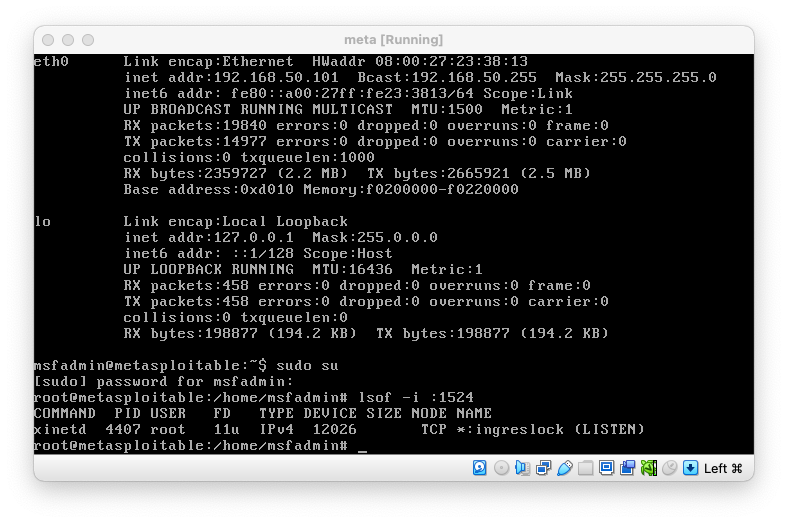 meta [Running]
eth0      Link encap:Ethernet  HWaddr 08:00:27:23:38:13
          inet addr:192.168.50.101  Bcast:192.168.50.255  Mask:255.255.255.0
          inet6 addr: fe80::a00:27ff:fe23:3813/64 Scope:Link
          UP BROADCAST RUNNING MULTICAST  MTU:1500  Metric:1
          RX packets:19840 errors:0 dropped:0 overruns:0 frame:0
          TX packets:14977 errors:0 dropped:0 overruns:0 carrier:0
          collisions:0 txqueuelen:1000
          RX bytes:2359727 (2.2 MB)  TX bytes:2665921 (2.5 MB)
          Base address:0xd010 Memory:f0200000-f0220000
lo        Link encap:Local Loopback
          inet addr:127.0.0.1  Mask:255.0.0.0
          inet6 addr: ::1/128 Scope:Host
          UP LOOPBACK RUNNING  MTU:16436  Metric:1
          RX packets:458 errors:0 dropped:0 overruns:0 frame:0
          TX packets:458 errors:0 dropped:0 overruns:0 carrier:0
          collisions:0 txqueuelen:0
          RX bytes:198877 (194.2 KB)  TX bytes:198877 (194.2 KB)
msfadmin@metasploitable:~$ sudo su
[sudo] password for msfadmin:
root@metasploitable:/home/msfadmin# lsof -i :1524
COMMAND  PID USER   FD   TYPE DEVICE SIZE NODE NAME
xinetd  4407 root   11u  IPv4  12026       TCP *:ingreslock (LISTEN)
root@metasploitable:/home/msfadmin# _
Left ⌘